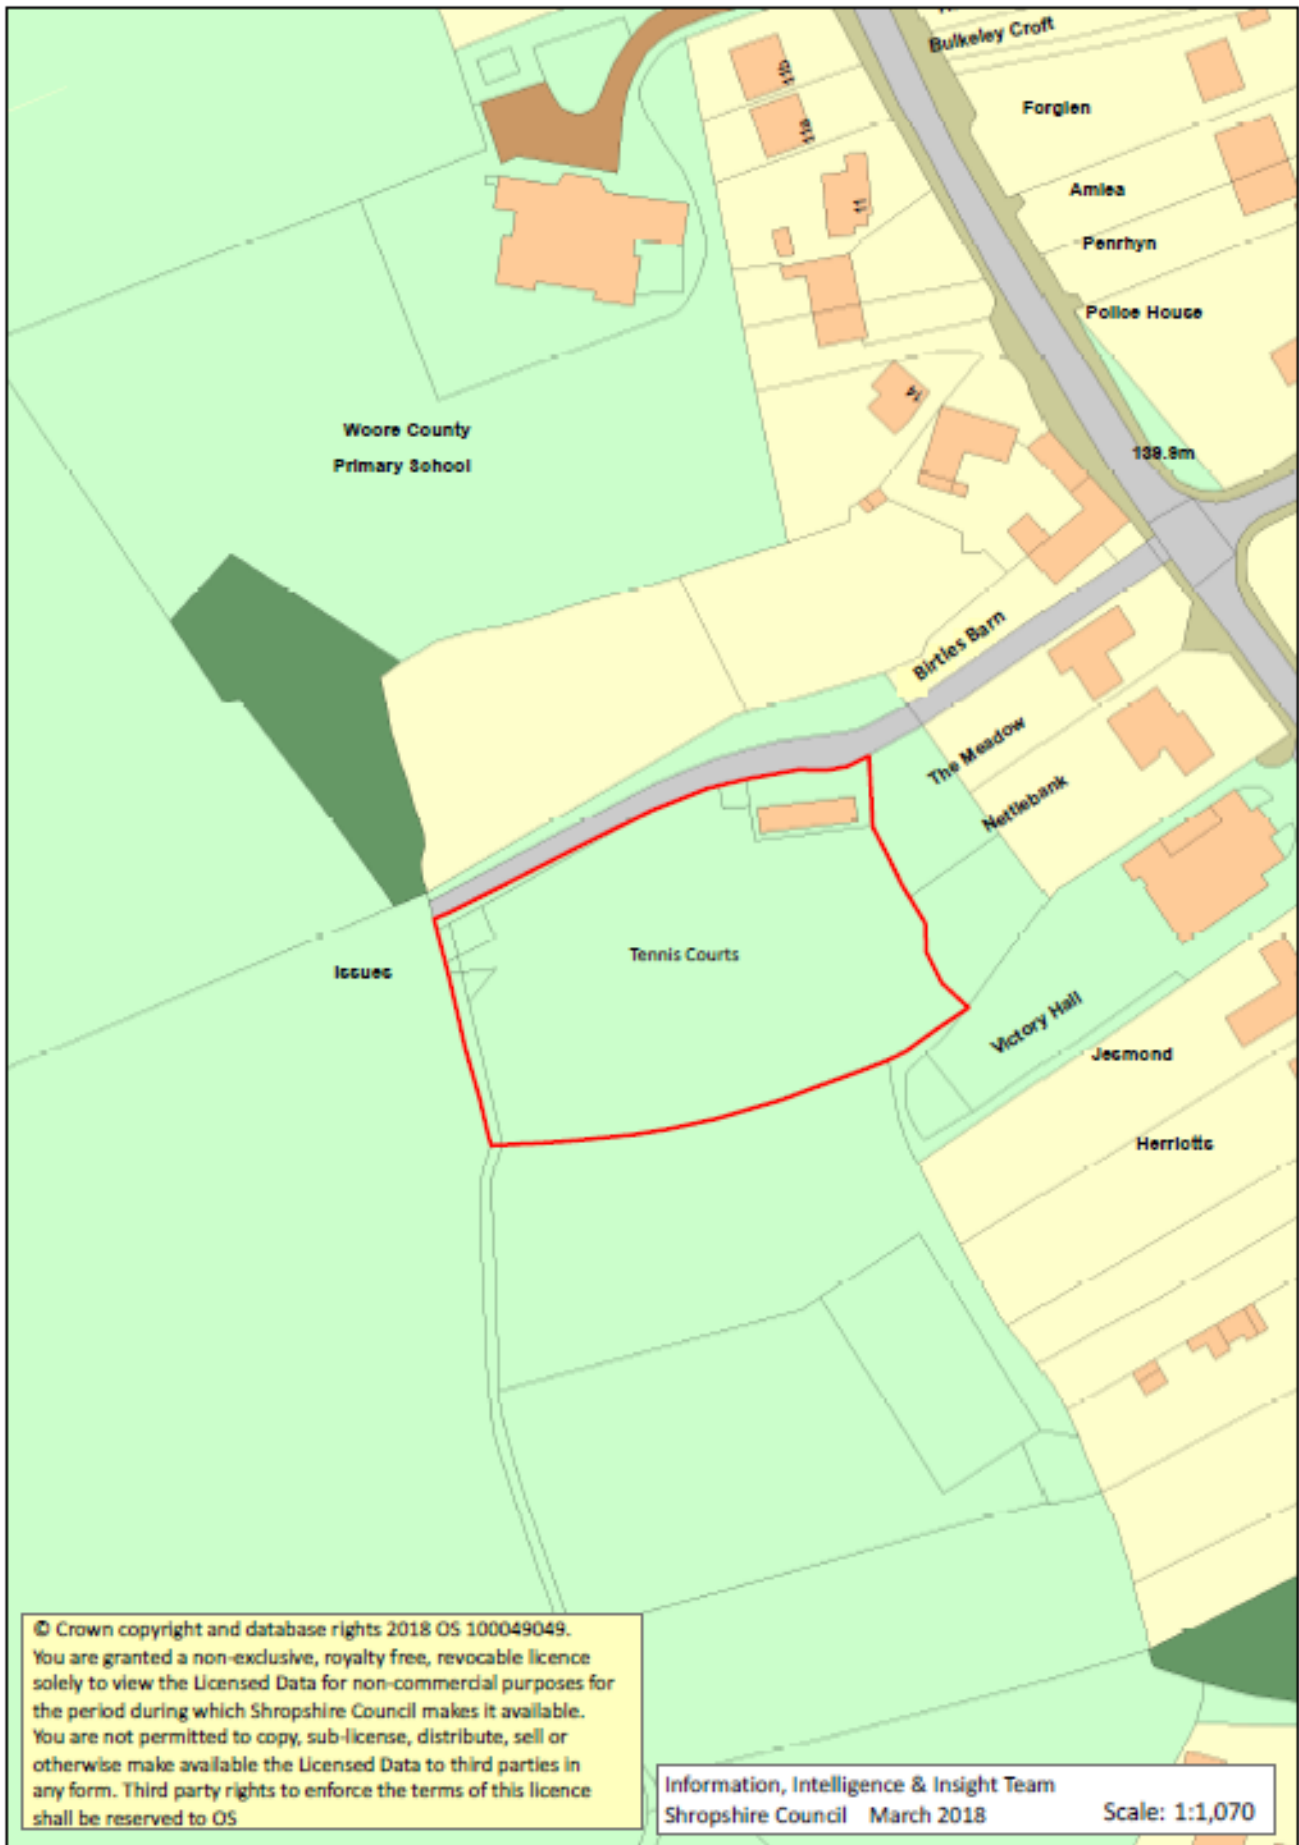 Bulkeley Croft
11b
Forglen
11a
Amlea
11
Penrhyn
Police House
Woore County
139.9m
Primary School
Birtles Barn
The Meadow
Nettlebank
Tennis Courts
Issues
Victory Hall
Jesmond
Herriotts
© Crown copyright and database rights 2018 OS 100049049.
You are granted a non-exclusive, royalty free, revocable licence
solely to view the Licensed Data for non-commercial purposes for
the period during which Shropshire Council makes it available.
You are not permitted to copy, sub-license, distribute, sell or
otherwise make available the Licensed Data to third parties in
any form. Third party rights to enforce the terms of this licence
shall be reserved to OS
Information, Intelligence & Insight Team
Shropshire Council March 2018 Scale: 1:1,070